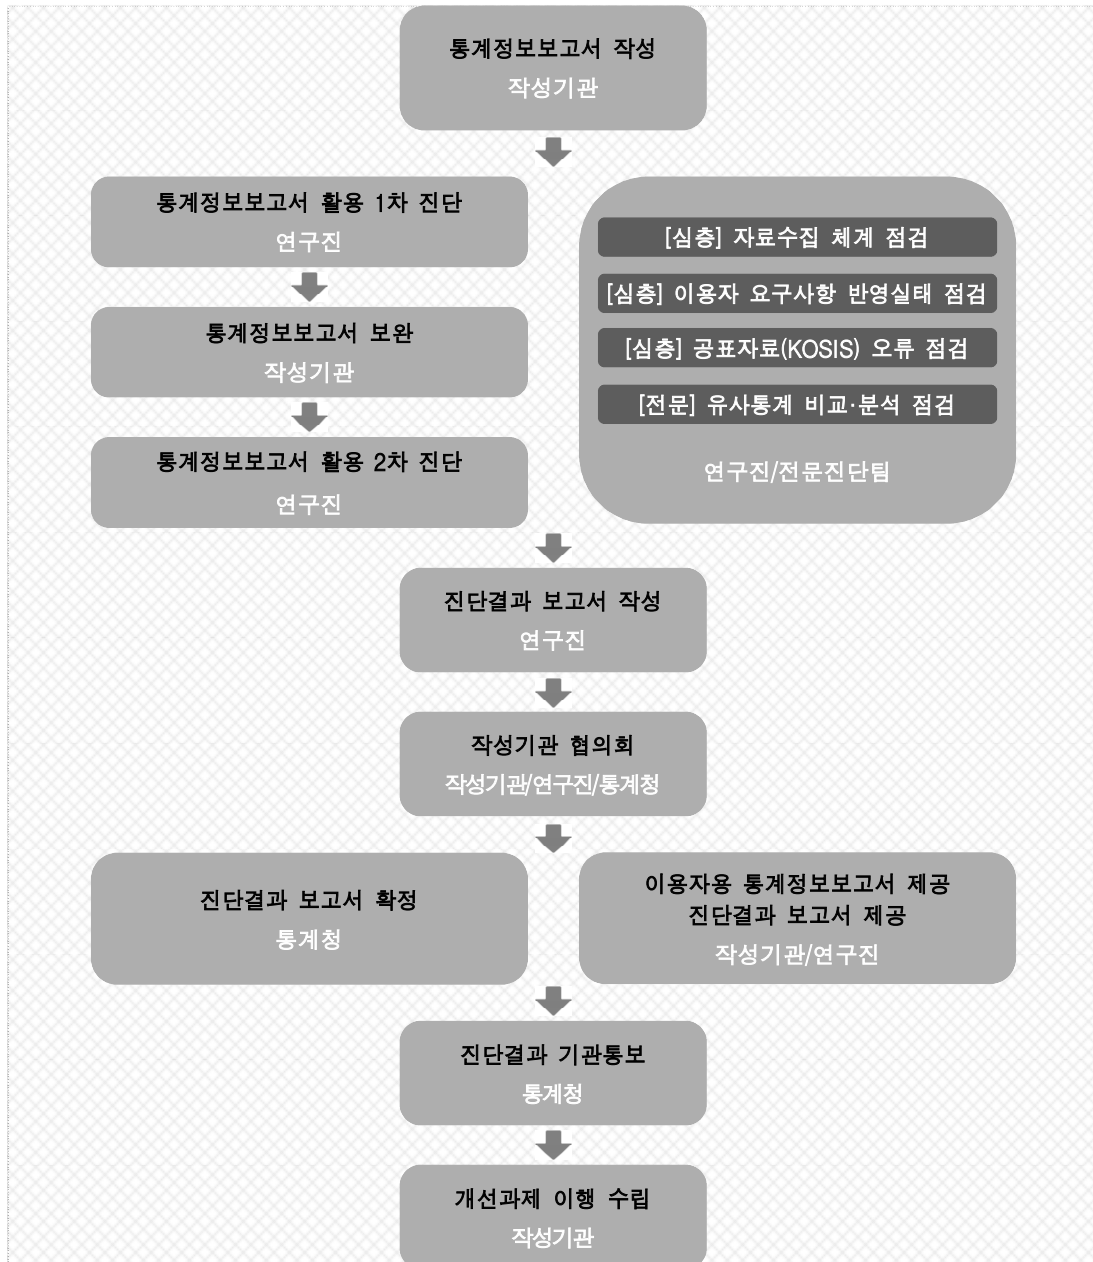 통계정보보고서 작성
작성기관
통계정보보고서 활용 1차 진단
연구진
통계정보보고서 보완
작성기관
통계정보보고서 활용 2차 진단
연구진
[심층] 자료수집 체계 점검
[심층] 이용자 요구사항 반영실태 점검
[심층] 공표자료(KOSIS) 오류 점검
[전문] 유사통계 비교·분석 점검
연구진/전문진단팀
진단결과 보고서 작성
연구진
작성기관 협의회
작성기관/연구진/통계청
진단결과 보고서 확정
통계청
이용자용 통계정보보고서 제공
진단결과 보고서 제공
작성기관/연구진
진단결과 기관통보
통계청
개선과제 이행 수립
작성기관